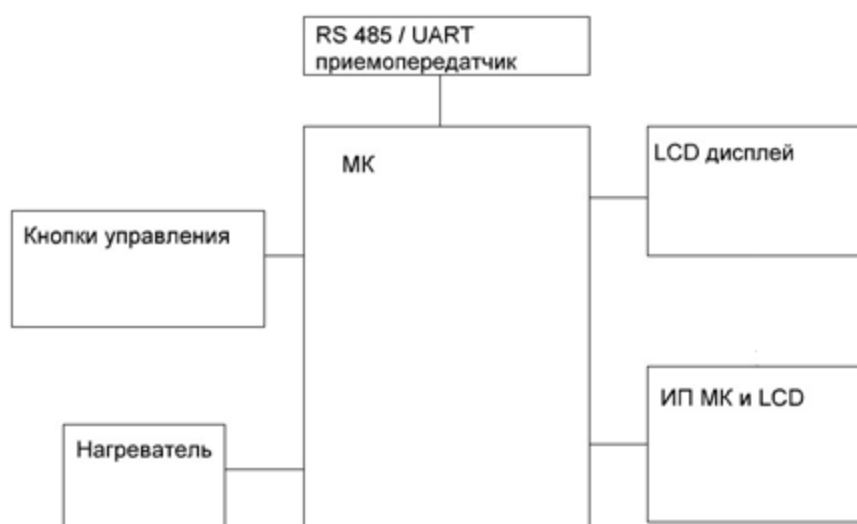 RS 485 / UART
приемопередатчик
МК
LCD дисплей
Кнопки управления
ИП МК и LCD
Нагреватель